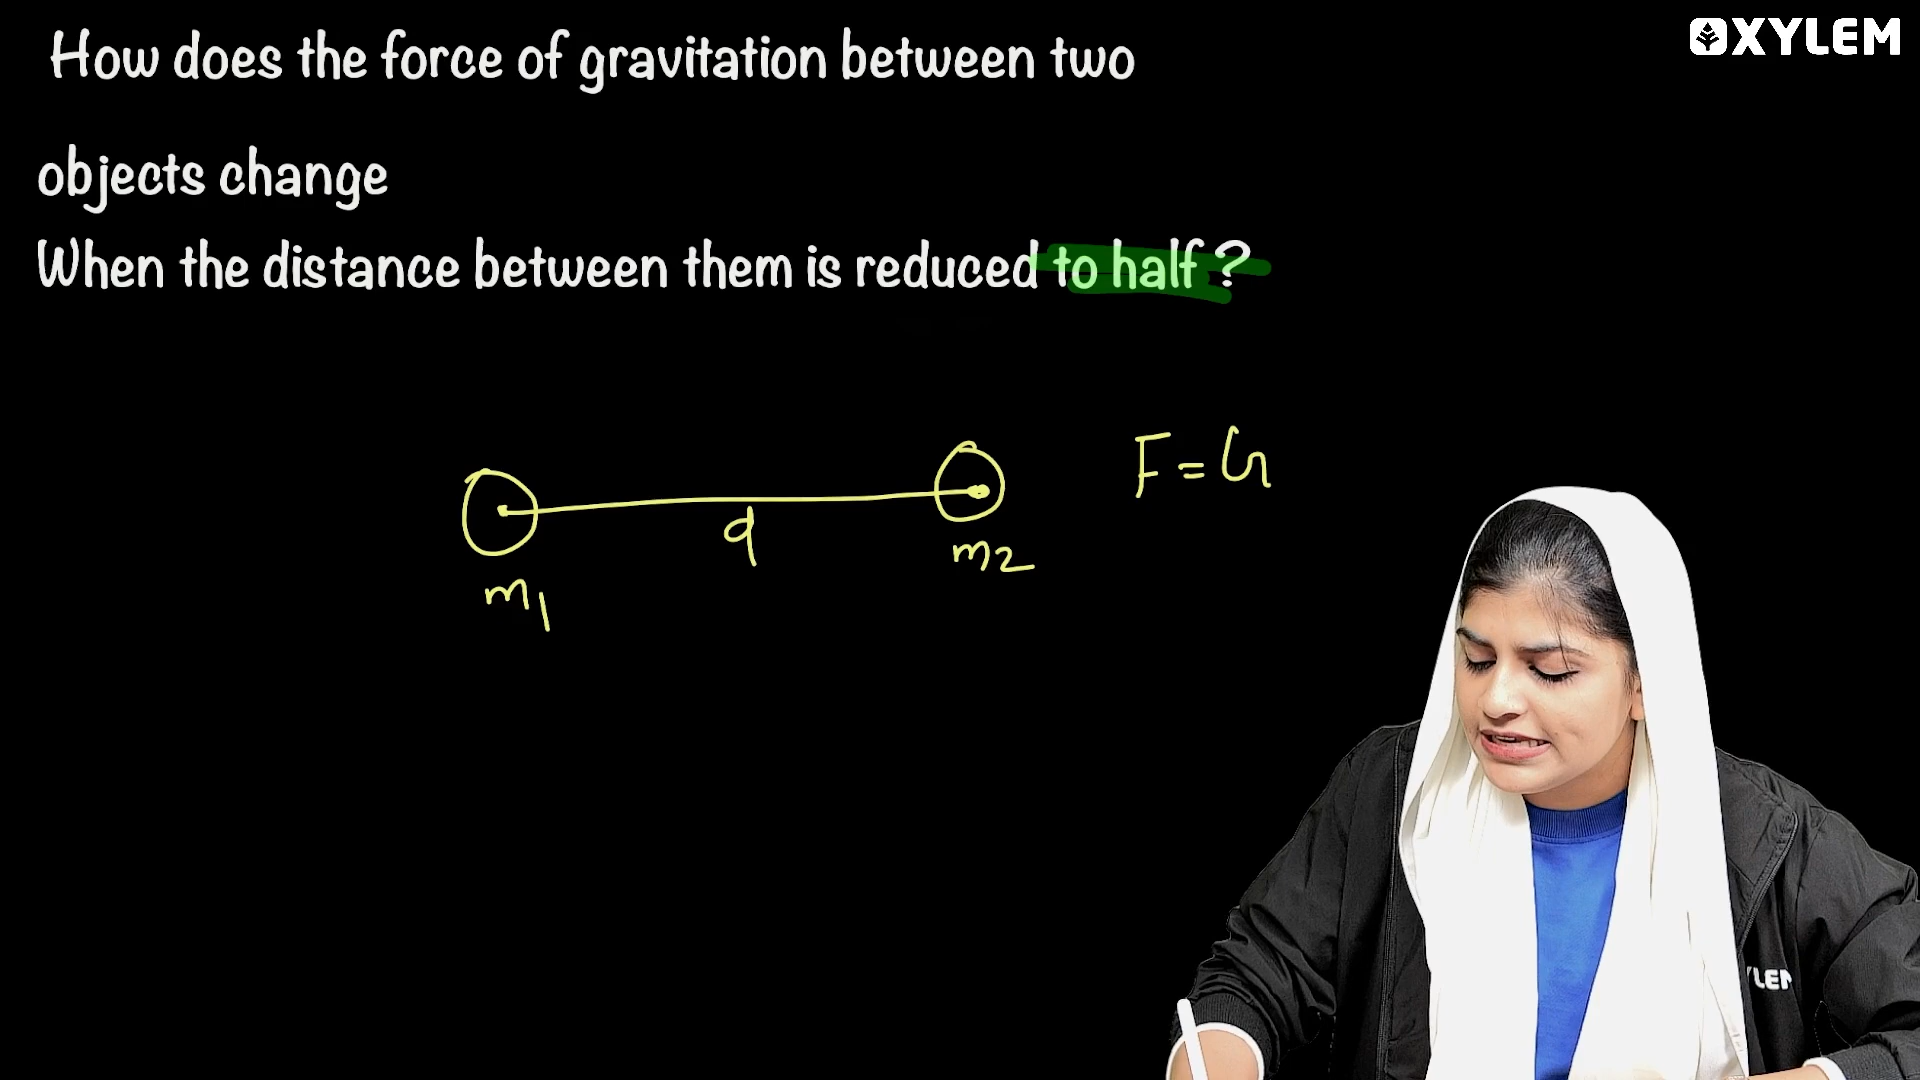 How does the force of gravitation between two
XYLEM
objects change
When the distance between them is reduced to half ?
F = G
d
m2
m1
YLEM